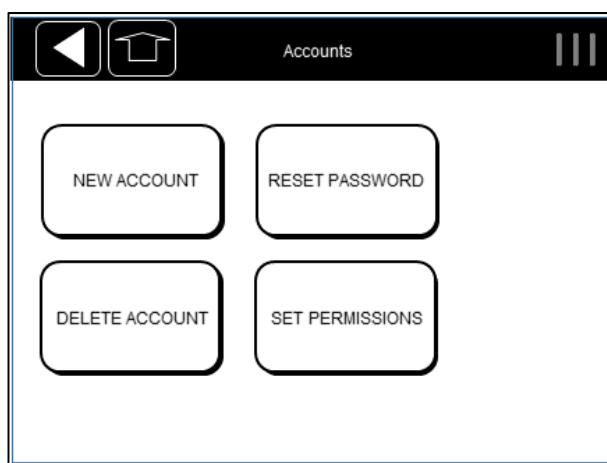 Accounts
NEW ACCOUNT
RESET PASSWORD
DELETE ACCOUNT
SET PERMISSIONS